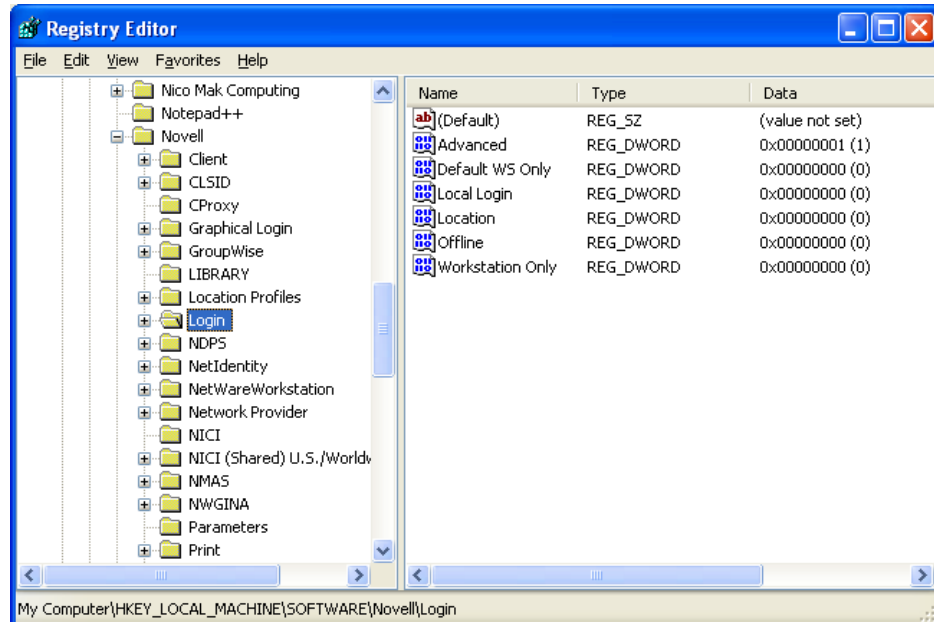 Registry Editor
File Edit View Favorites Help
Nico Mak Computing
Notepad++
Novell
Client
CLSID
CProxy
Graphical Login
GroupWise
LIBRARY
Location Profiles
Login
NDPS
NetIdentity
NetWareWorkstation
Network Provider
NICI
NICI (Shared) U.S./Worldw
NMAS
NWGINA
Parameters
Print
Name Type Data
(Default) REG_SZ (value not set)
Advanced REG_DWORD 0x00000001 (1)
Default WS Only REG_DWORD 0x00000000 (0)
Local Login REG_DWORD 0x00000000 (0)
Location REG_DWORD 0x00000000 (0)
Offline REG_DWORD 0x00000000 (0)
Workstation Only REG_DWORD 0x00000000 (0)
My Computer\HKEY_LOCAL_MACHINE\SOFTWARE\Novell\Login